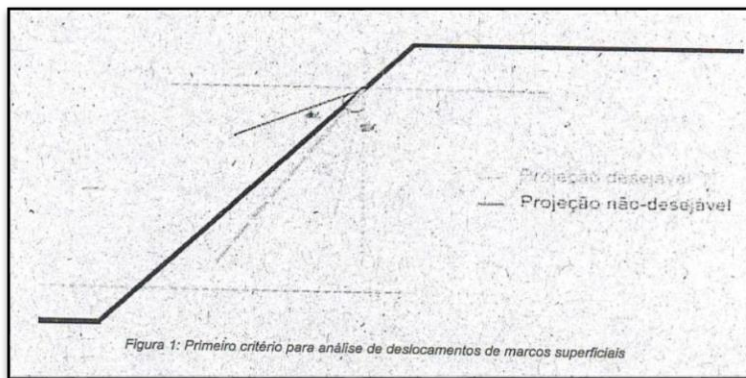 Projeção desejável
Projeção não-desejável
Figura 1: Primeiro critério para análise de deslocamentos de marcos superficiais